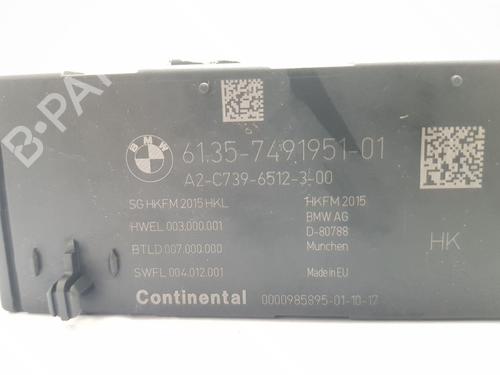 BMW
61.35-7491951-01
A2-C739-6512-3-00
SG HKFM 2015 HKL
HWEL 003.000.001
BTLD 007.000.000
SWFL 004.012.001
HKFM 2015
BMW AG
D-80788
Munchen
Made in EU
HK
Continental 0000985895-01-10-17
B-PARTS